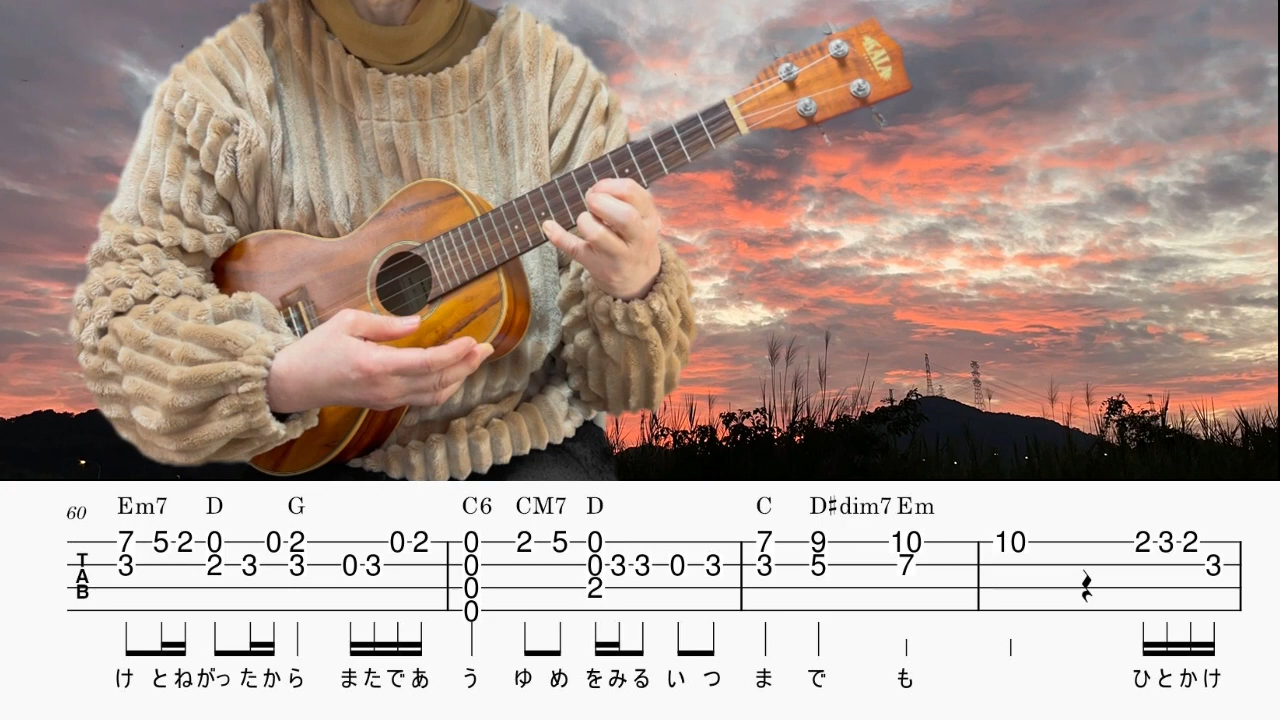 KALA
60 Em7 D G C6 CM7 D C D♯dim7 Em
7 5 2 0 0 2 0 2 0 2 5 0 7 9 10 10 2 3 2
T 3 2 3 3 0 3 0 0 3 3 0 3 3 5 7 3
A
B 0 2
0
け とねがったから またであ う ゆ め をみる い つ ま で も ひとかけ